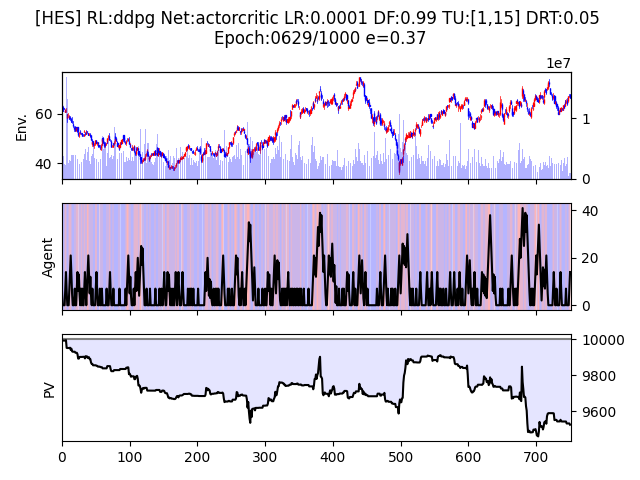 [HES] RL:ddpg Net:actorcritic LR:0.0001 DF:0.99 TU:[1,15] DRT:0.05
Epoch:0629/1000 e=0.37
1e7
Env.
60
40
1
0
Agent
40
20
0
PV
10000
9800
9600
0 100 200 300 400 500 600 700